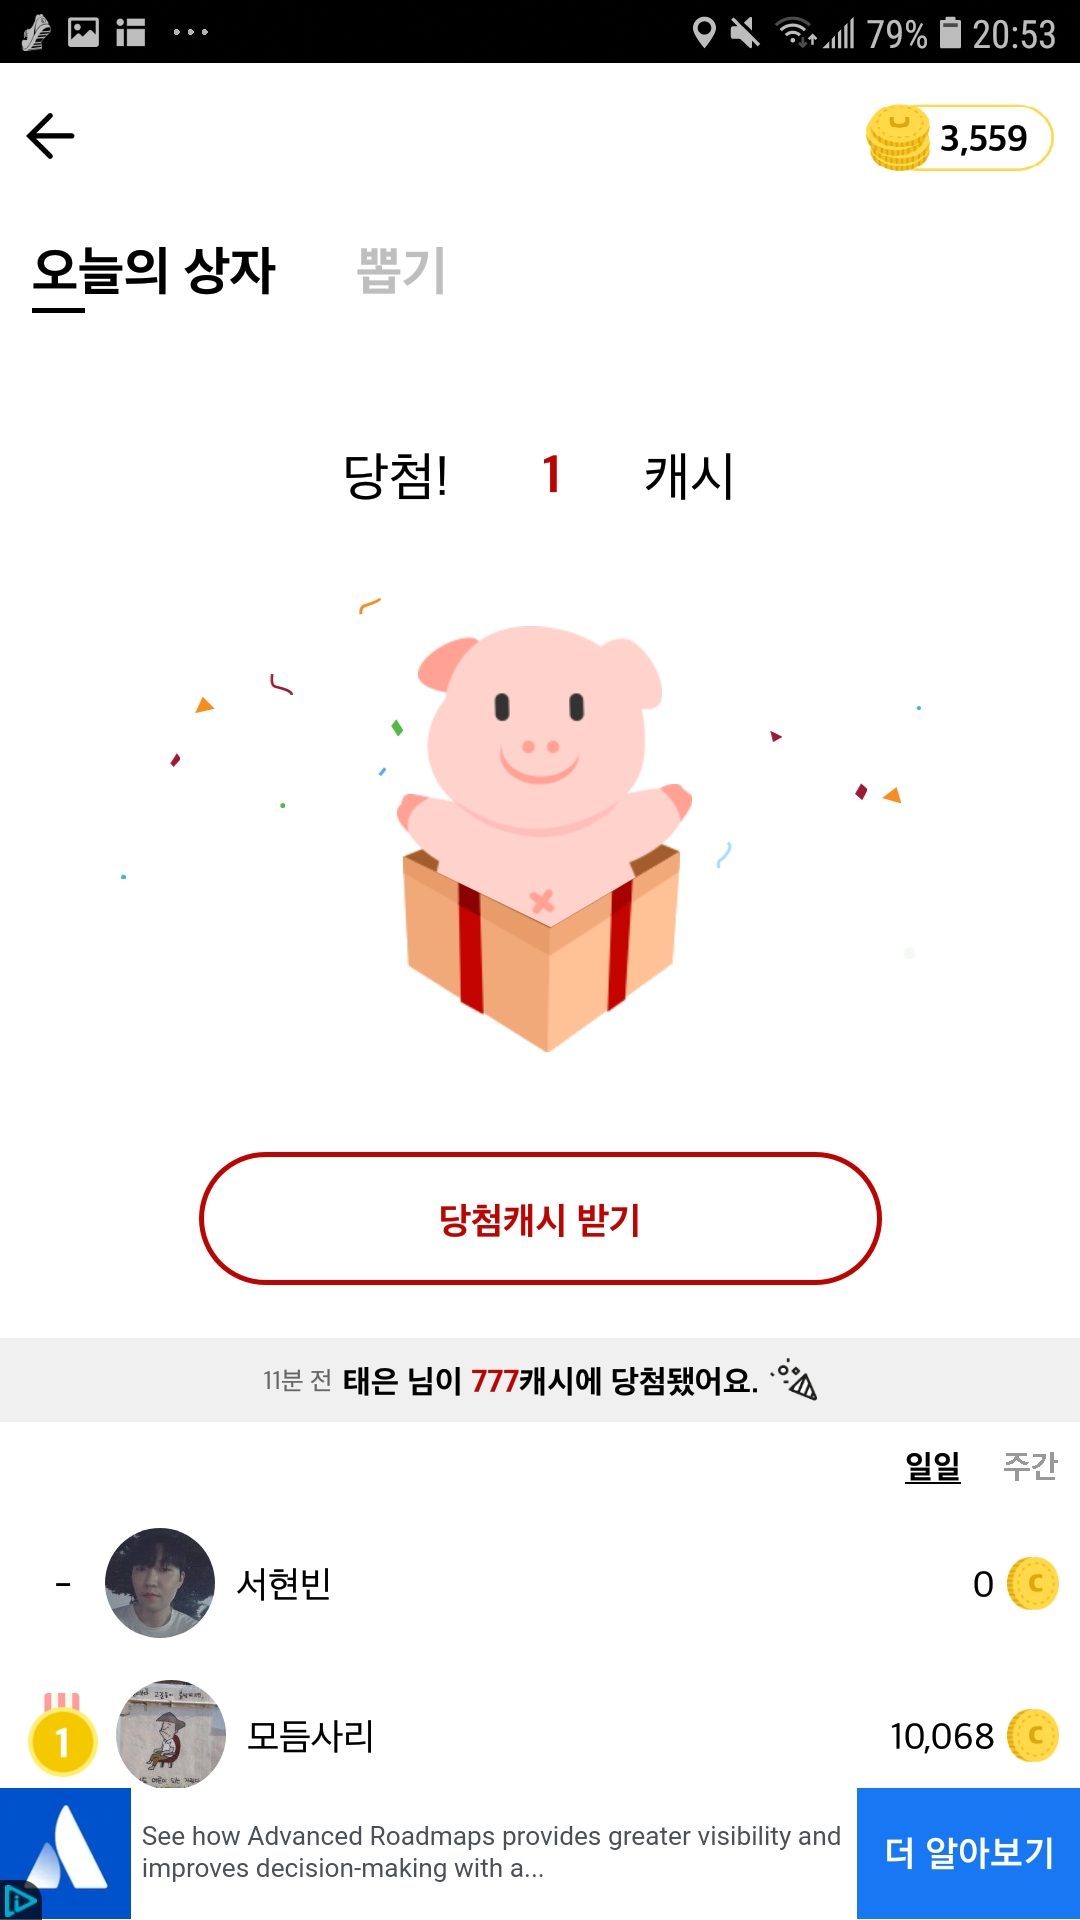 79% 20:53
3,559
오늘의 상자 뽑기
당첨! 1 캐시
당첨캐시 받기
11분 전 태은 님이 777캐시에 당첨됐어요.
일일 주간
- 서현빈 0 C
1 모듬사리 10,068 C
See how Advanced Roadmaps provides greater visibility and
improves decision-making with a...
더 알아보기